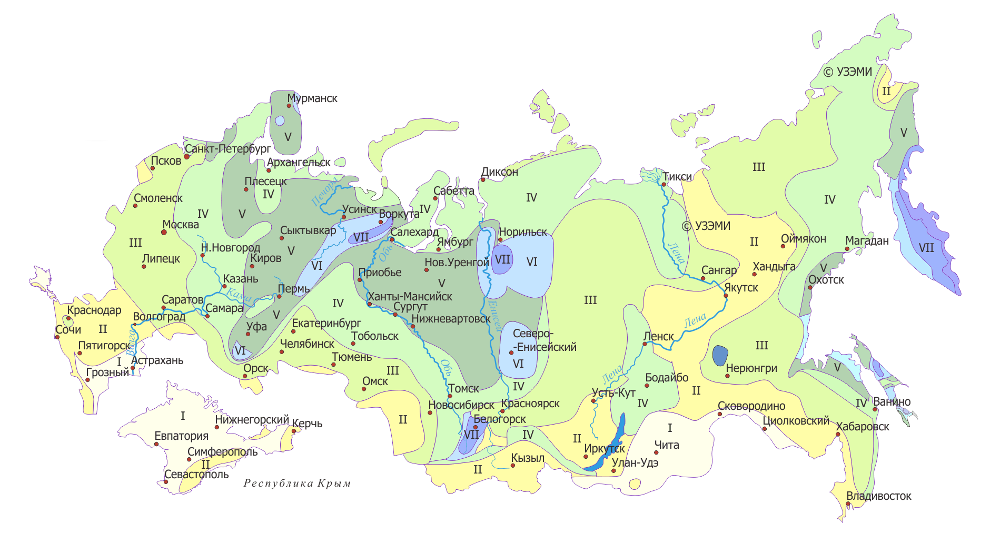 © УЗЭМИ
II
Мурманск
V
V
Санкт-Петербург
Псков
Архангельск
III
Диксон
Тикси
Плесецк
Печора
IV
Сабетта
IV
Смоленск
IV
IV
V
Усинск
Воркута
IV
Москва
© УЗЭМИ
Сыктывкар
VII
Салехард
Норильск
III
Н.Новгород
V
Ямбург
II
Оймякон
Магадан
VII
Липецк
Киров
VI
Обь
Нов.Уренгой
VII
VI
Лена
Хандыга
V
Казань
Приобье
V
Сангар
Охотск
Кама
Пермь
Ханты-Мансийск
Якутск
Саратов
Самара
IV
Сургут
III
Краснодар
Волгоград
V
Екатеринбург
Нижневартовск
Енисей
Лена
Сочи
II
Уфа
Тобольск
Северо-
-Енисейский
Ленск
Волга
Пятигорск
VI
Челябинск
III
I
Астрахань
Тюмень
VI
Грозный
Орск
III
Обь
Лена
Нерюнгри
V
Омск
Томск
IV
Бодайбо
II
Усть-Кут
IV
IV
Ванино
Новосибирск
Красноярск
Сковородино
I
Нижнегорский
Керчь
II
Белогорск
VII
IV
I
Циолковский
Хабаровск
Евпатория
II
Чита
Симферополь
Иркутск
II
Кызыл
Улан-Удэ
Севастополь
II
Республика Крым
Владивосток